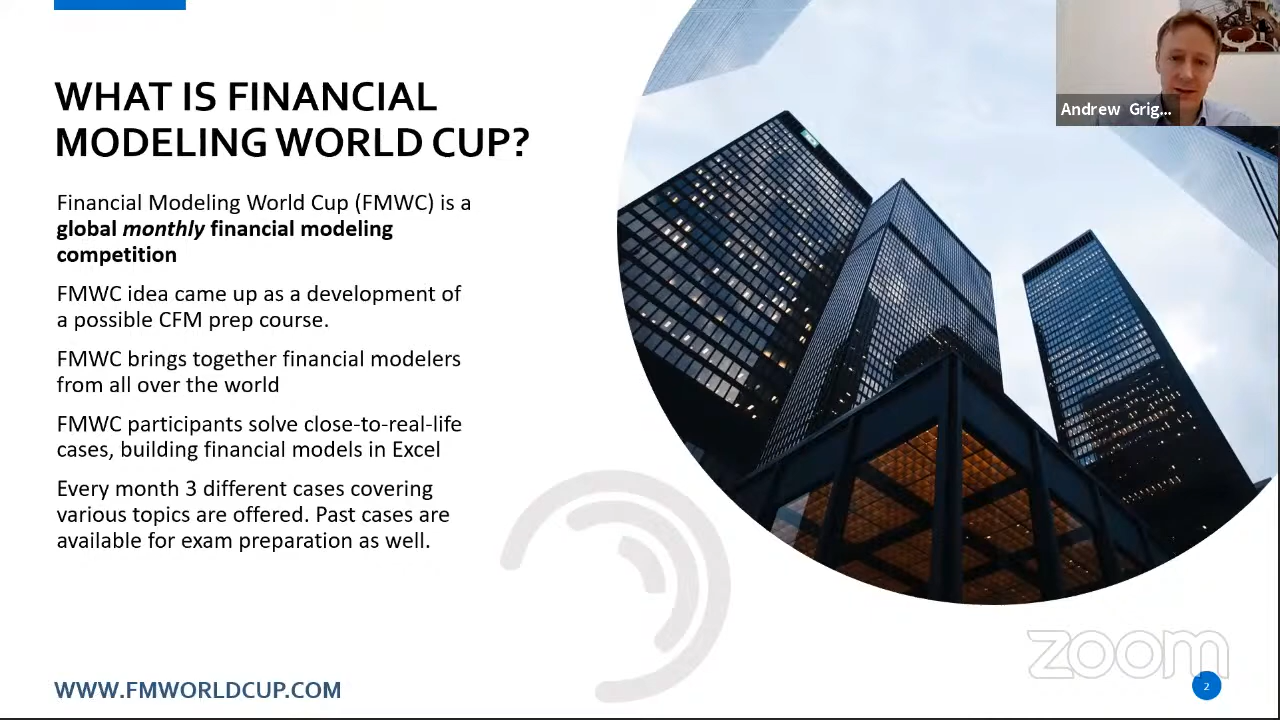 WHAT IS FINANCIAL
MODELING WORLD CUP?
Financial Modeling World Cup (FMWC) is a
global monthly financial modeling
competition
FMWC idea came up as a development of
a possible CFM prep course.
FMWC brings together financial modelers
from all over the world
FMWC participants solve close-to-real-life
cases, building financial models in Excel
Every month 3 different cases covering
various topics are offered. Past cases are
available for exam preparation as well.
WWW.FMWORLDCUP.COM
Andrew Grig...
zoom
2